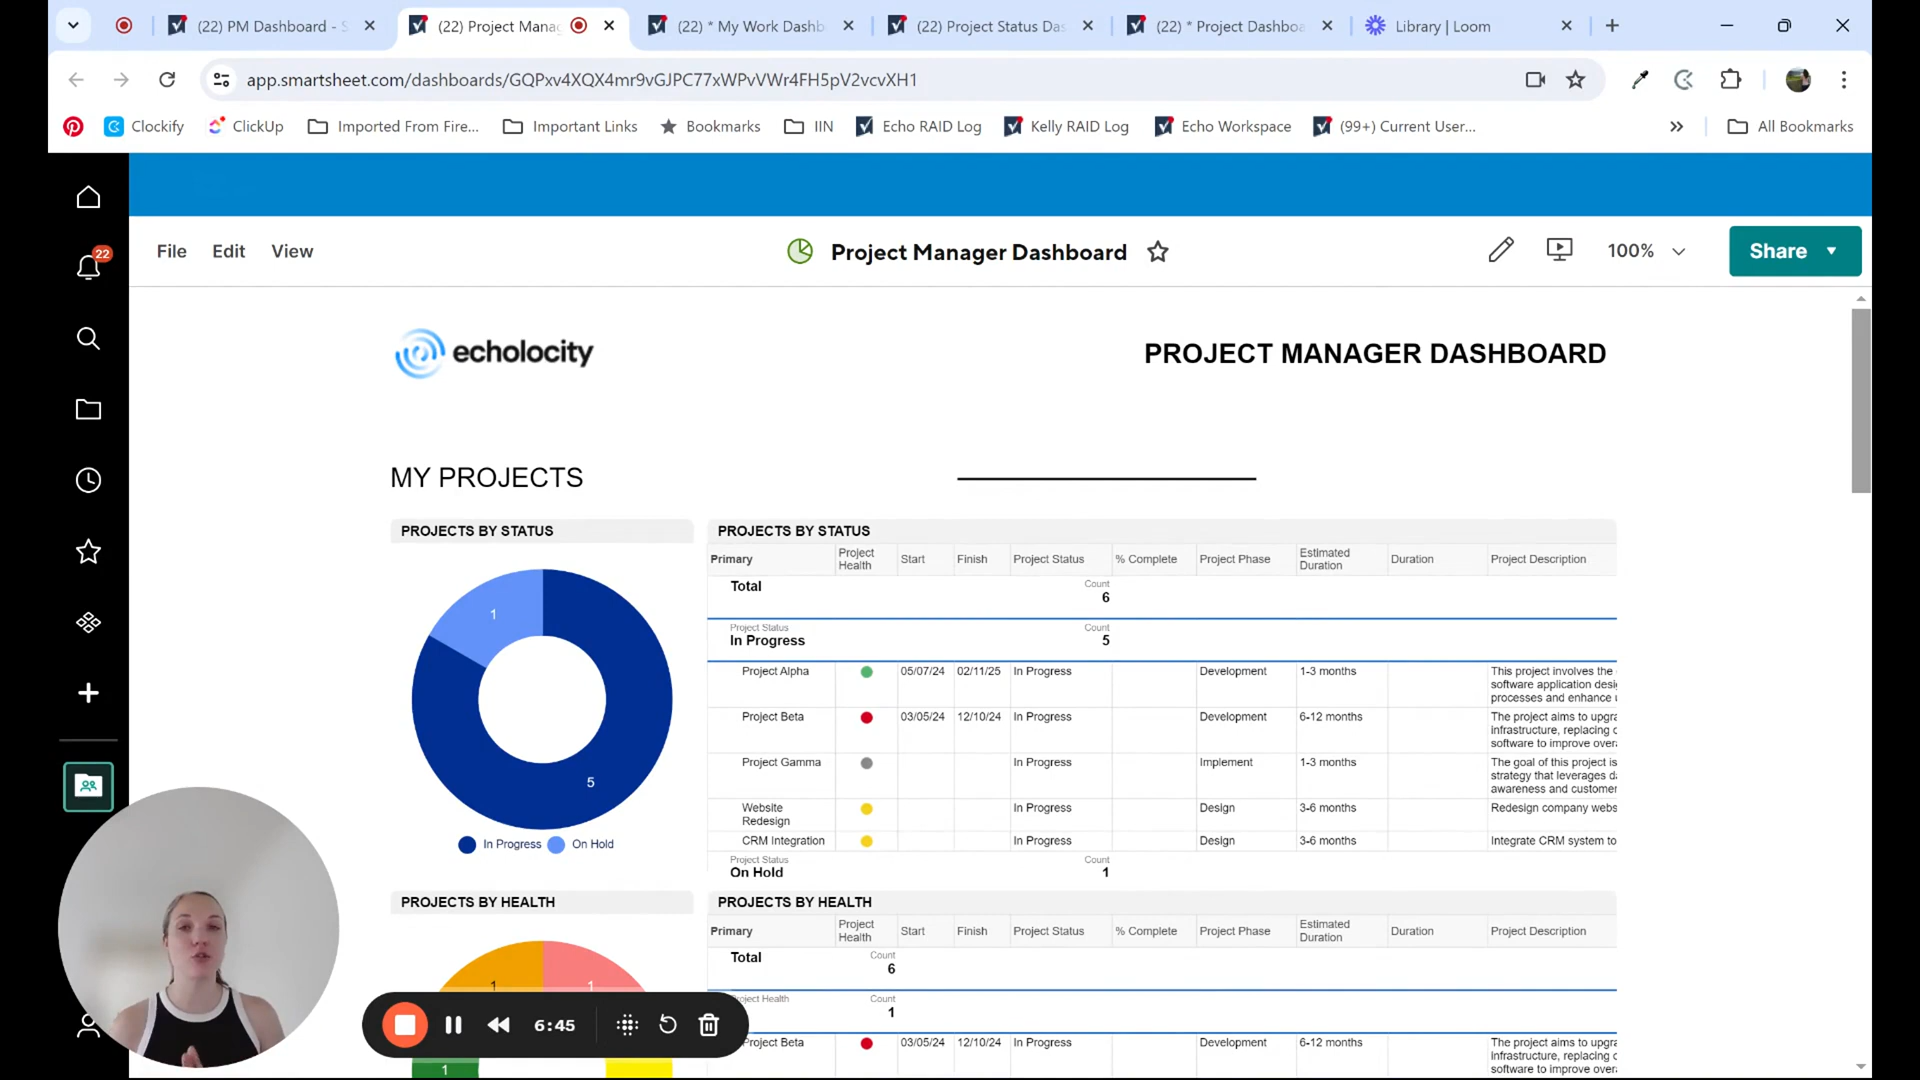 (22) PM Dashboard - S
(22) Project Mana
(22) * My Work Dashb
(22) Project Status Das
(22) * Project Dashboa
Library | Loom
app.smartsheet.com/dashboards/GQPxv4XQX4mr9vGJPC77xWPvVWr4FH5pV2vcvXH1
Clockify
ClickUp
Imported From Fire...
Important Links
Bookmarks
IIN
Echo RAID Log
Kelly RAID Log
Echo Workspace
(99+) Current User...
All Bookmarks
22
File
Edit
View
Project Manager Dashboard
100%
Share
echolocity
PROJECT MANAGER DASHBOARD
MY PROJECTS
PROJECTS BY STATUS
1
5
In Progress
On Hold
PROJECTS BY STATUS
Primary Project Health Start Finish Project Status % Complete Project Phase Estimated Duration Duration Project Description
Total Count 6
Project Status In Progress Count 5
Project Alpha 05/07/24 02/11/25 In Progress Development 1-3 months This project involves the
software application desi
processes and enhance u
Project Beta 03/05/24 12/10/24 In Progress Development 6-12 months The project aims to upgra
infrastructure, replacing o
software to improve overa
Project Gamma In Progress Implement 1-3 months The goal of this project is
strategy that leverages da
awareness and customer
Website Redesign In Progress Design 3-6 months Redesign company webs
CRM Integration In Progress Design 3-6 months Integrate CRM system to
Project Status On Hold Count 1
PROJECTS BY HEALTH
1
1
1
PROJECTS BY HEALTH
Primary Project Health Start Finish Project Status % Complete Project Phase Estimated Duration Duration Project Description
Total Count 6
Project Health Count 1
Project Beta 03/05/24 12/10/24 In Progress Development 6-12 months The project aims to upgra
infrastructure, replacing o
software to improve overa
6:45